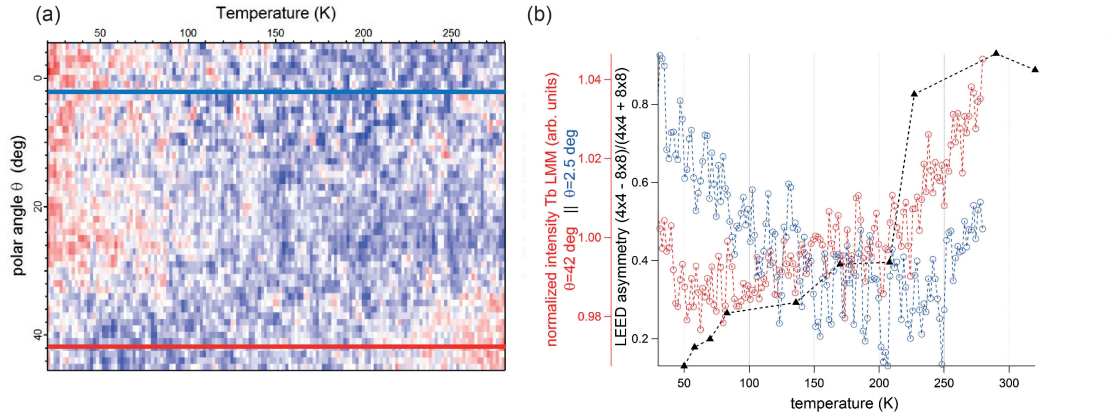 (a)
Temperature (K)
50 100 150 200 250
polar angle θ (deg)
0
20
40
(b)
normalized intensity Tb LMM (arb. units)
θ=42 deg || θ=2.5 deg
1.04
1.02
1.00
0.98
LEED asymmetry (4x4 - 8x8)/(4x4 + 8x8)
0.8
0.6
0.4
0.2
50 100 150 200 250 300
temperature (K)